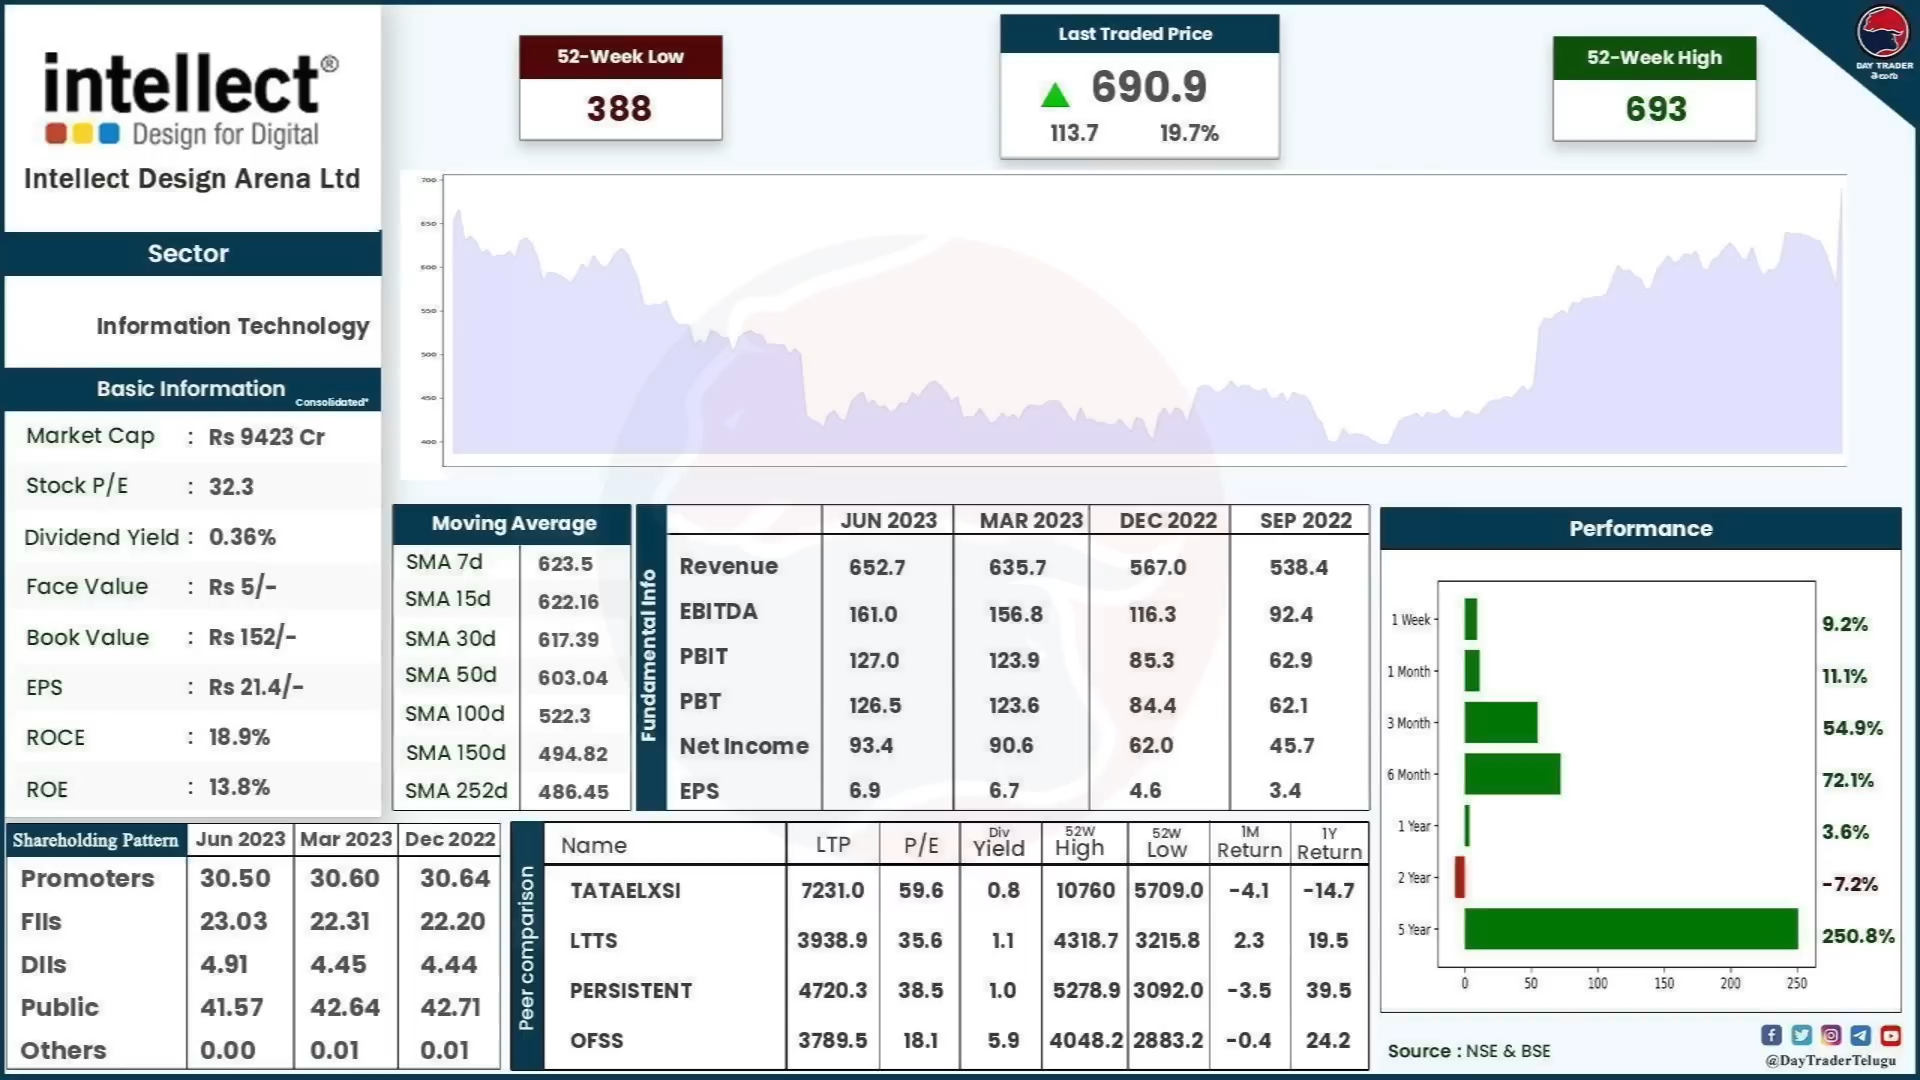 intellect®
Design for Digital
Intellect Design Arena Ltd
52-Week Low
388
Last Traded Price
690.9
113.7 19.7%
52-Week High
693
DAY TRADER
తెలుగు
Sector
Information Technology
Basic Information
Consolidated*
Market Cap : Rs 9423 Cr
Stock P/E : 32.3
Dividend Yield : 0.36%
Face Value : Rs 5/-
Book Value : Rs 152/-
EPS : Rs 21.4/-
ROCE : 18.9%
ROE : 13.8%
700
650
600
550
500
450
400
Moving Average
SMA 7d 623.5
SMA 15d 622.16
SMA 30d 617.39
SMA 50d 603.04
SMA 100d 522.3
SMA 150d 494.82
SMA 252d 486.45
Fundamental Info
JUN 2023 MAR 2023 DEC 2022 SEP 2022
Revenue 652.7 635.7 567.0 538.4
EBITDA 161.0 156.8 116.3 92.4
PBIT 127.0 123.9 85.3 62.9
PBT 126.5 123.6 84.4 62.1
Net Income 93.4 90.6 62.0 45.7
EPS 6.9 6.7 4.6 3.4
Performance
1 Week 9.2%
1 Month 11.1%
3 Month 54.9%
6 Month 72.1%
1 Year 3.6%
2 Year -7.2%
5 Year 250.8%
0 50 100 150 200 250
Shareholding Pattern Jun 2023 Mar 2023 Dec 2022
Promoters 30.50 30.60 30.64
FIIs 23.03 22.31 22.20
DIIs 4.91 4.45 4.44
Public 41.57 42.64 42.71
Others 0.00 0.01 0.01
Peer comparison
Name LTP P/E Div Yield 52W High 52W Low 1M Return 1Y Return
TATAELXSI 7231.0 59.6 0.8 10760 5709.0 -4.1 -14.7
LTTS 3938.9 35.6 1.1 4318.7 3215.8 2.3 19.5
PERSISTENT 4720.3 38.5 1.0 5278.9 3092.0 -3.5 39.5
OFSS 3789.5 18.1 5.9 4048.2 2883.2 -0.4 24.2
Source : NSE & BSE
@DayTraderTelugu